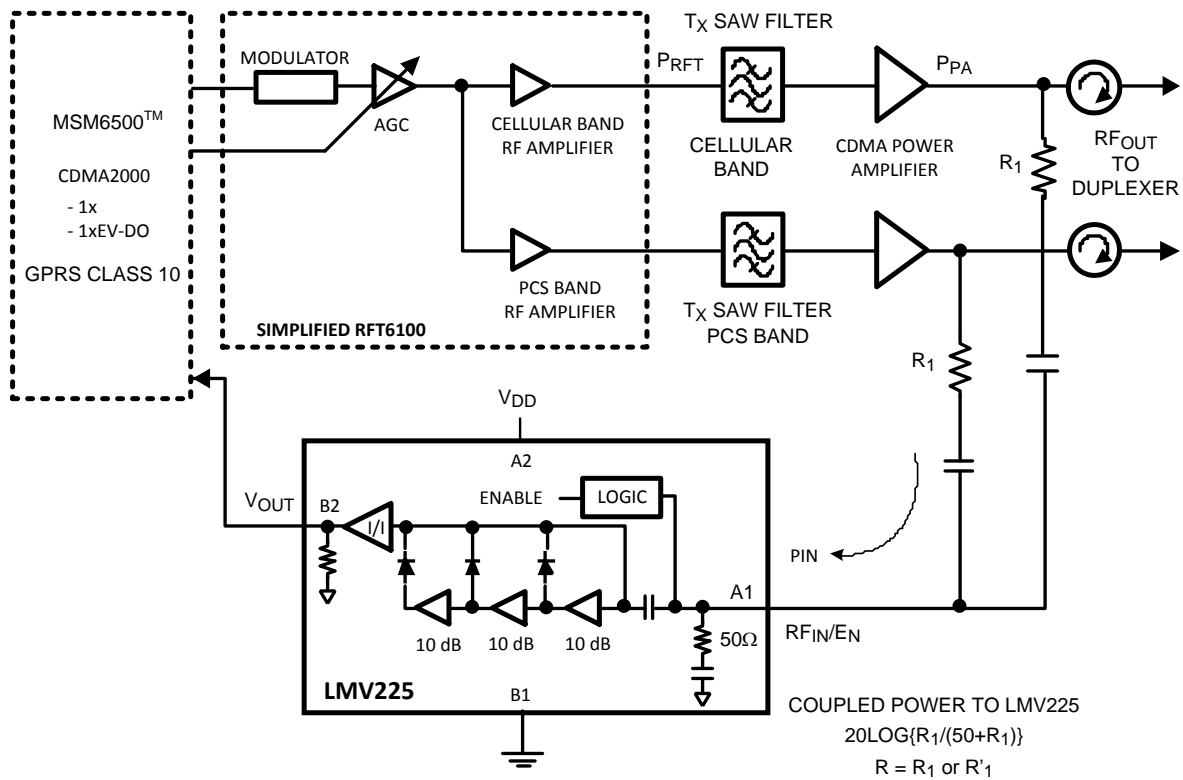 MSM6500™
CDMA2000
- 1x
- 1xEV-DO
GPRS CLASS 10
MODULATOR
AGC
CELLULAR BAND
RF AMPLIFIER
PCS BAND
RF AMPLIFIER
SIMPLIFIED RFT6100
PRFT
TX SAW FILTER
CELLULAR
BAND
TX SAW FILTER
PCS BAND
CDMA POWER
AMPLIFIER
PPA
R1
RFOUT
TO
DUPLEXER
R1
VDD
A2
ENABLE
LOGIC
VOUT
B2
I/I
10 dB
10 dB
10 dB
A1
50Ω
PIN
RFIN/EN
LMV225
B1
COUPLED POWER TO LMV225
20LOG{R1/(50+R1)}
R = R1 or R'1